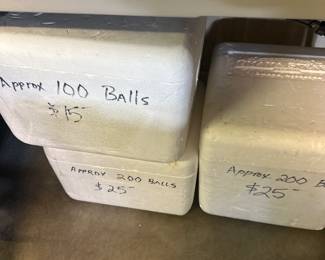 Approx 100 Balls
$15-
Approx 200 Balls
$25-
Approx 200 B
$25-